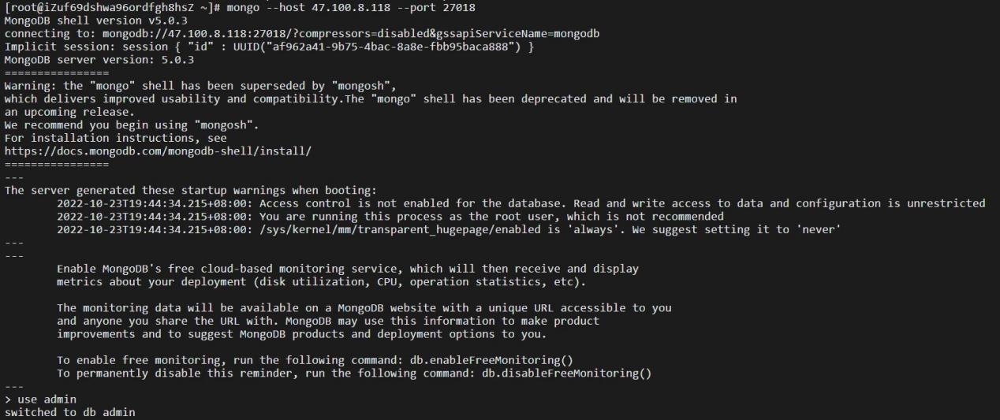 [root@iZuf69dshwa96ordfgh8hsZ ~]# mongo --host 47.100.8.118 --port 27018
MongoDB shell version v5.0.3
connecting to: mongodb://47.100.8.118:27018/?compressors=disabled&gssapiServiceName=mongodb
Implicit session: session { "id" : UUID("af962a41-9b75-4bac-8a8e-fbb95baca888") }
MongoDB server version: 5.0.3
================
Warning: the "mongo" shell has been superseded by "mongosh",
which delivers improved usability and compatibility.The "mongo" shell has been deprecated and will be removed in
an upcoming release.
We recommend you begin using "mongosh".
For installation instructions, see
https://docs.mongodb.com/mongodb-shell/install/
================
---
The server generated these startup warnings when booting:
        2022-10-23T19:44:34.215+08:00: Access control is not enabled for the database. Read and write access to data and configuration is unrestricted
        2022-10-23T19:44:34.215+08:00: You are running this process as the root user, which is not recommended
        2022-10-23T19:44:34.215+08:00: /sys/kernel/mm/transparent_hugepage/enabled is 'always'. We suggest setting it to 'never'
---
---
        Enable MongoDB's free cloud-based monitoring service, which will then receive and display
        metrics about your deployment (disk utilization, CPU, operation statistics, etc).

        The monitoring data will be available on a MongoDB website with a unique URL accessible to you
        and anyone you share the URL with. MongoDB may use this information to make product
        improvements and to suggest MongoDB products and deployment options to you.

        To enable free monitoring, run the following command: db.enableFreeMonitoring()
        To permanently disable this reminder, run the following command: db.disableFreeMonitoring()
---
> use admin
switched to db admin